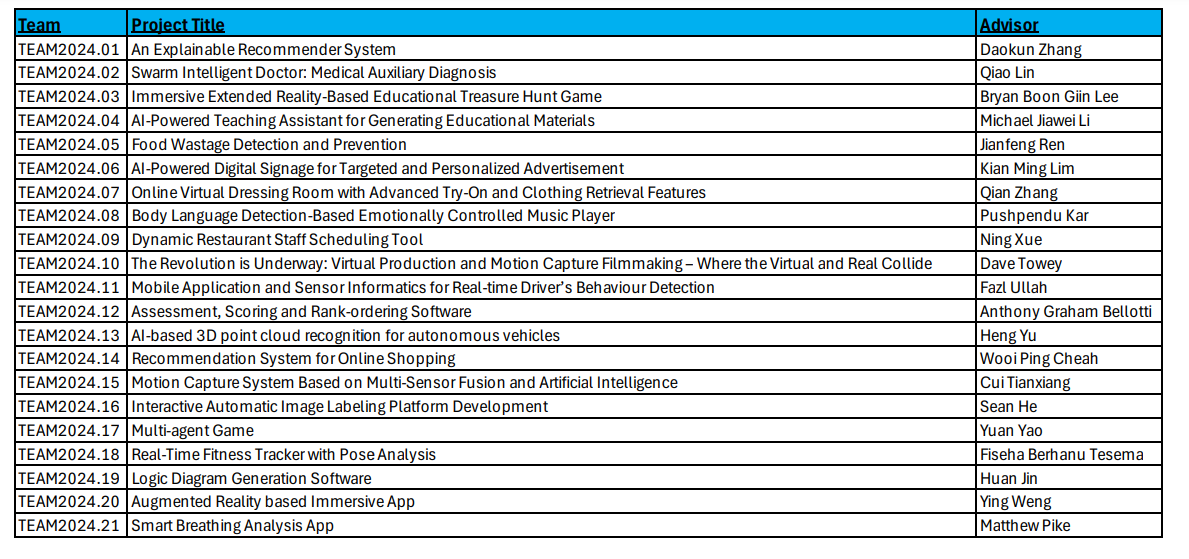 Team Project Title Advisor
TEAM2024.01 An Explainable Recommender System Daokun Zhang
TEAM2024.02 Swarm Intelligent Doctor: Medical Auxiliary Diagnosis Qiao Lin
TEAM2024.03 Immersive Extended Reality-Based Educational Treasure Hunt Game Bryan Boon Giin Lee
TEAM2024.04 AI-Powered Teaching Assistant for Generating Educational Materials Michael Jiawei Li
TEAM2024.05 Food Wastage Detection and Prevention Jianfeng Ren
TEAM2024.06 AI-Powered Digital Signage for Targeted and Personalized Advertisement Kian Ming Lim
TEAM2024.07 Online Virtual Dressing Room with Advanced Try-On and Clothing Retrieval Features Qian Zhang
TEAM2024.08 Body Language Detection-Based Emotionally Controlled Music Player Pushpendu Kar
TEAM2024.09 Dynamic Restaurant Staff Scheduling Tool Ning Xue
TEAM2024.10 The Revolution is Underway: Virtual Production and Motion Capture Filmmaking – Where the Virtual and Real Collide Dave Towey
TEAM2024.11 Mobile Application and Sensor Informatics for Real-time Driver’s Behaviour Detection Fazl Ullah
TEAM2024.12 Assessment, Scoring and Rank-ordering Software Anthony Graham Bellotti
TEAM2024.13 AI-based 3D point cloud recognition for autonomous vehicles Heng Yu
TEAM2024.14 Recommendation System for Online Shopping Wooi Ping Cheah
TEAM2024.15 Motion Capture System Based on Multi-Sensor Fusion and Artificial Intelligence Cui Tianxiang
TEAM2024.16 Interactive Automatic Image Labeling Platform Development Sean He
TEAM2024.17 Multi-agent Game Yuan Yao
TEAM2024.18 Real-Time Fitness Tracker with Pose Analysis Fiseha Berhanu Tesema
TEAM2024.19 Logic Diagram Generation Software Huan Jin
TEAM2024.20 Augmented Reality based Immersive App Ying Weng
TEAM2024.21 Smart Breathing Analysis App Matthew Pike